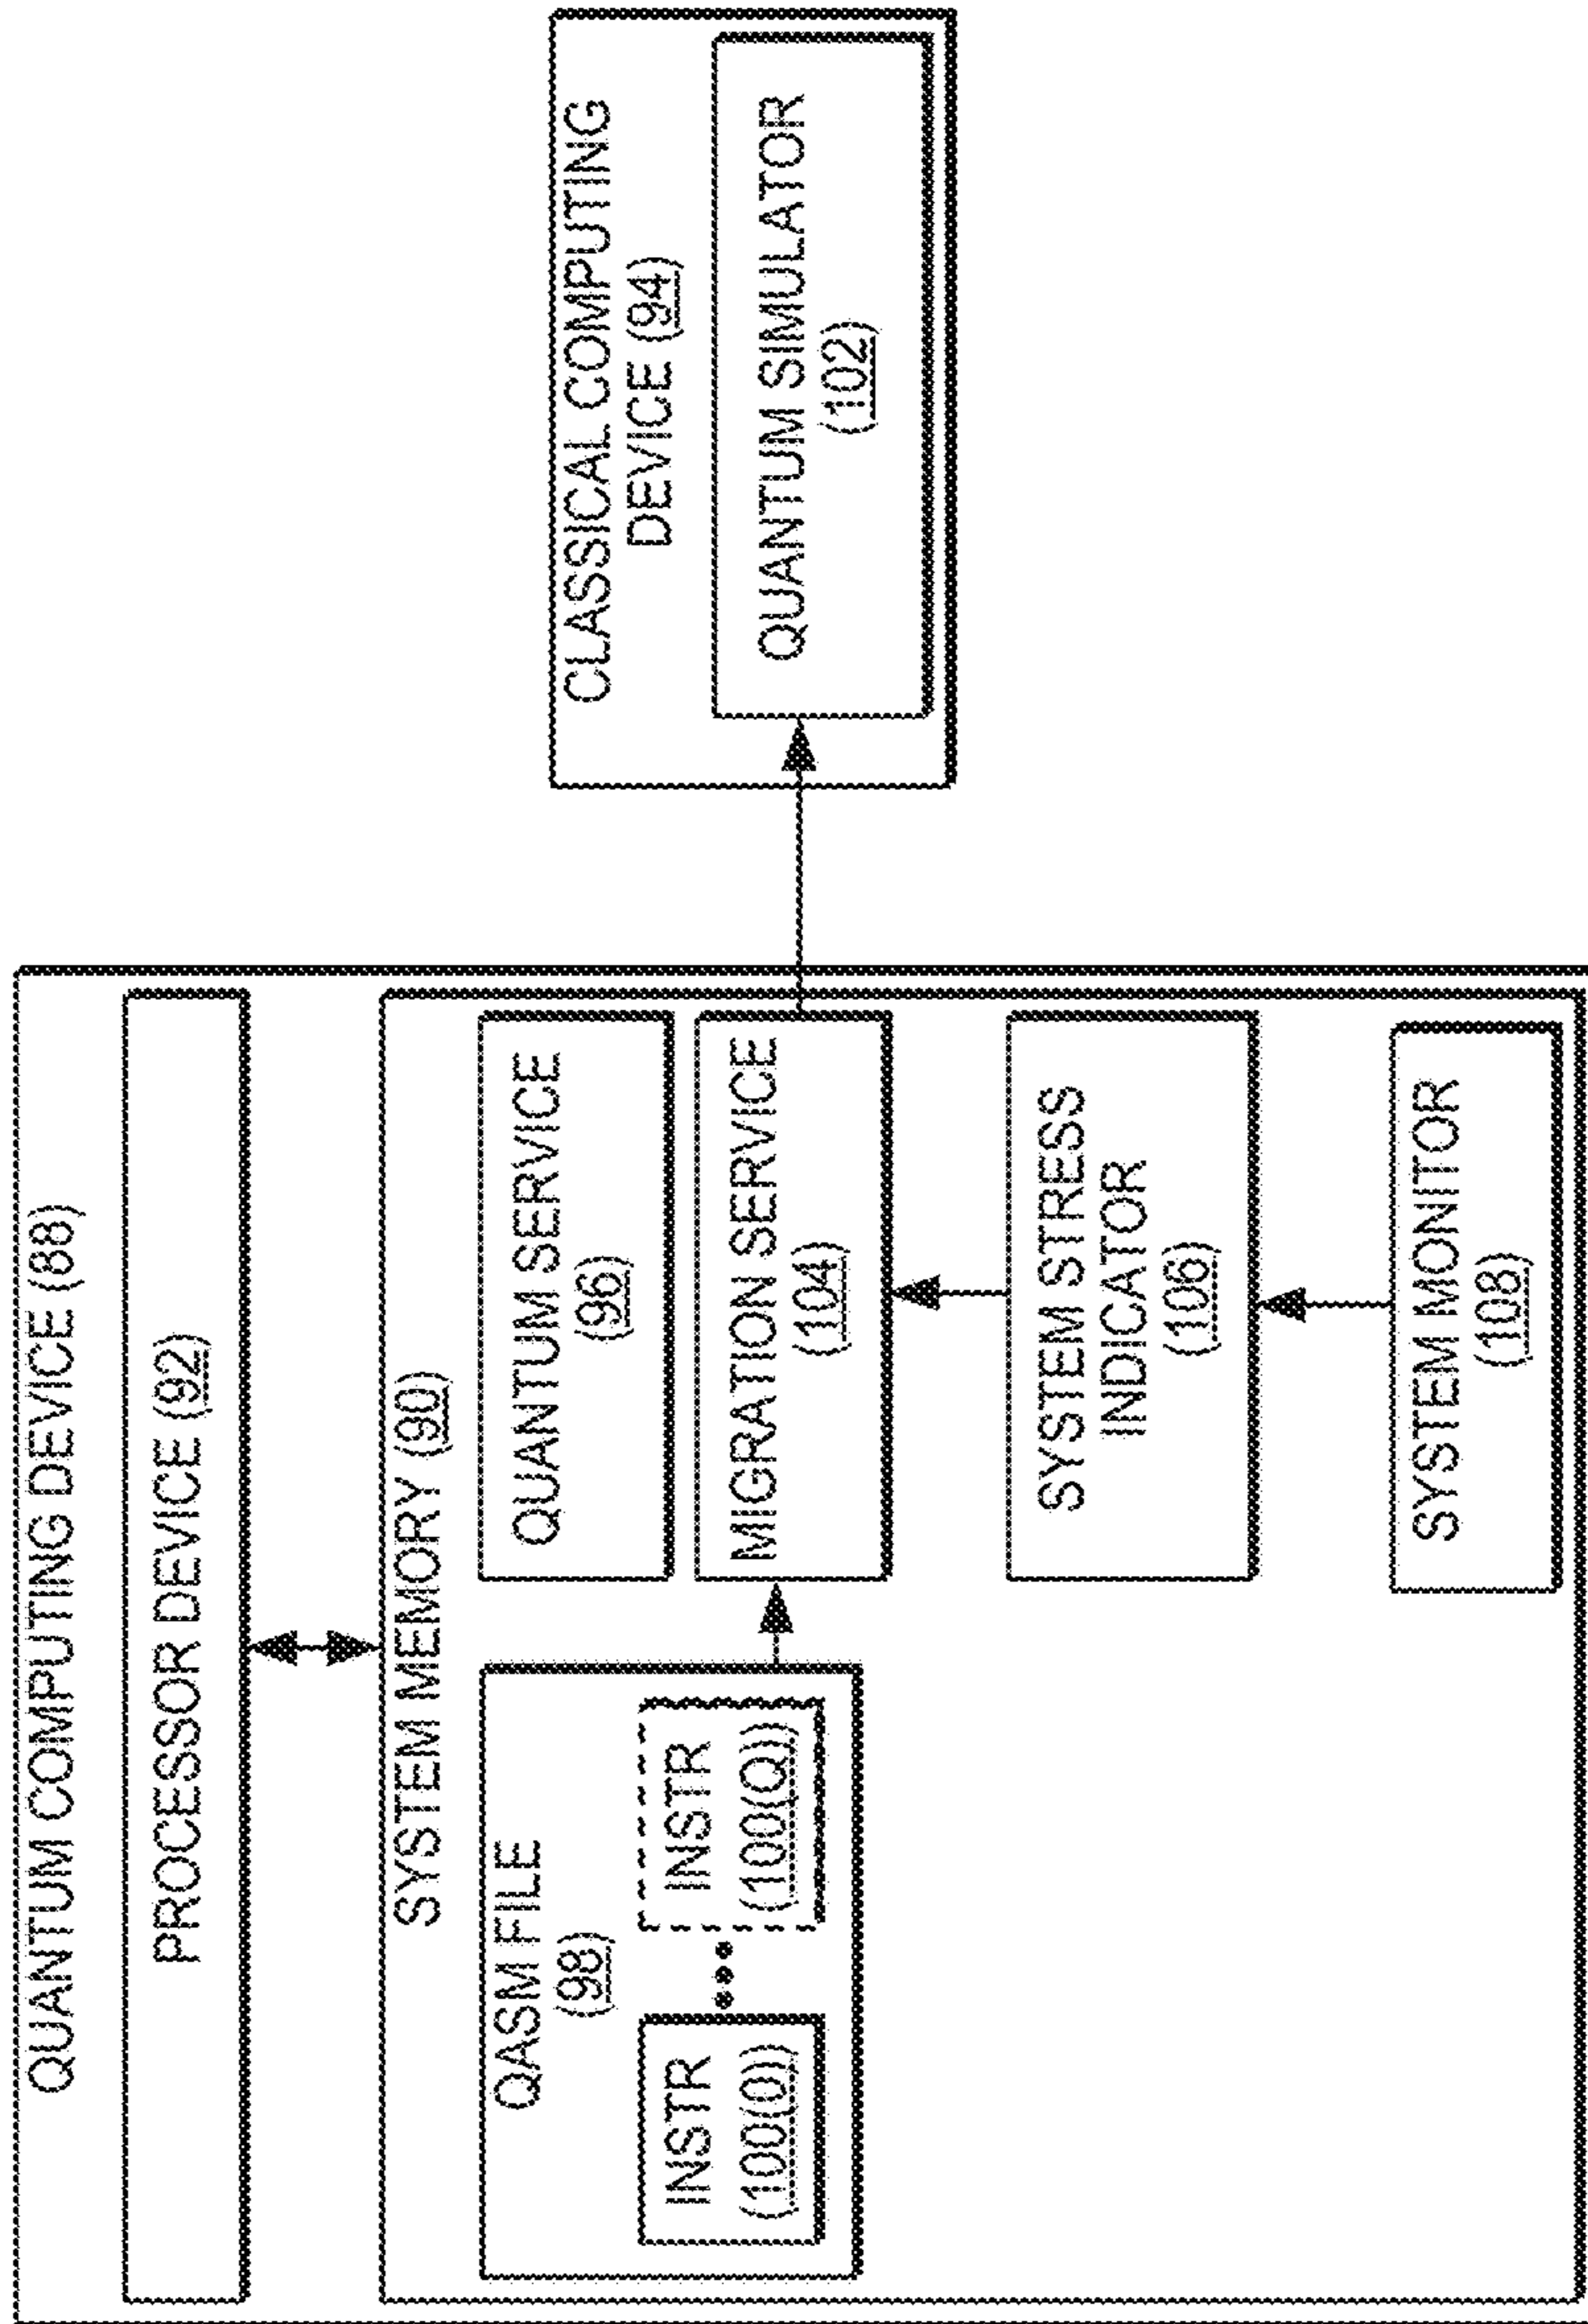 QUANTUM COMPUTING DEVICE (88)
PROCESSOR DEVICE (92)
SYSTEM MEMORY (90)
QASM FILE
(98)
INSTR
(100(0))
•••
INSTR
(100(Q))
QUANTUM SERVICE
(96)
MIGRATION SERVICE
(104)
SYSTEM STRESS
INDICATOR
(106)
SYSTEM MONITOR
(108)
CLASSICAL COMPUTING
DEVICE (94)
QUANTUM SIMULATOR
(102)